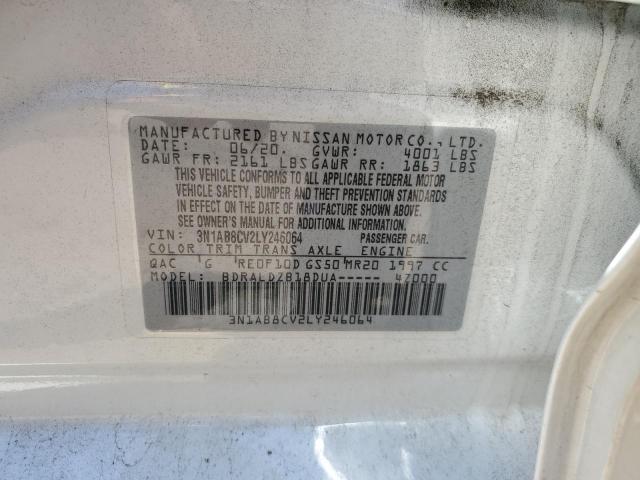 MANUFACTURED BY NISSAN MOTOR CO., LTD.
DATE: 06/20. GVWR: 4001 LBS
GAWR FR: 2161 LBS GAWR RR: 1863 LBS
THIS VEHICLE CONFORMS TO ALL APPLICABLE FEDERAL MOTOR
VEHICLE SAFETY, BUMPER AND THEFT PREVENTION STANDARDS
IN EFFECT ON THE DATE OF MANUFACTURE SHOWN ABOVE.
SEE OWNER'S MANUAL FOR ADDITIONAL INFORMATION
VIN: 3N1AB8CV2LY246064 PASSENGER CAR.
COLOR TRIM TRANS AXLE ENGINE
QAC G RE0F10D GS50 MR20 1997 CC
MODEL: BDRALDZB18DUA----- 47000
3N1AB8CV2LY246064